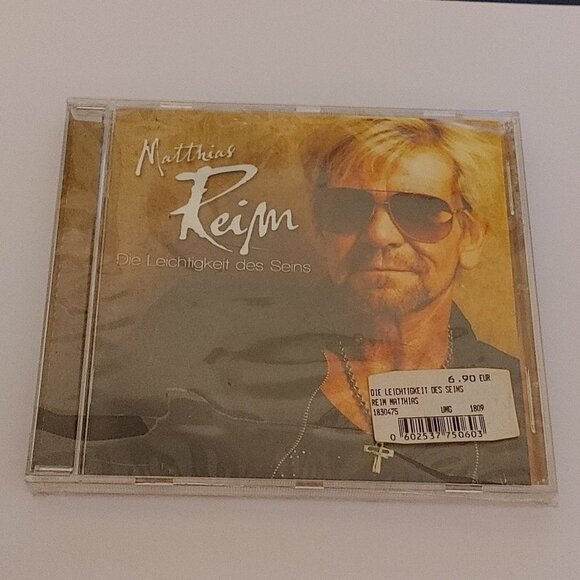 Matthias
Reim
Die Leichtigkeit des Seins
6.90 EUR
DIE LEICHTIGKEIT DES SEINS
REIM MATTHIAS
1830475 UMG 1809
0 602537 750603